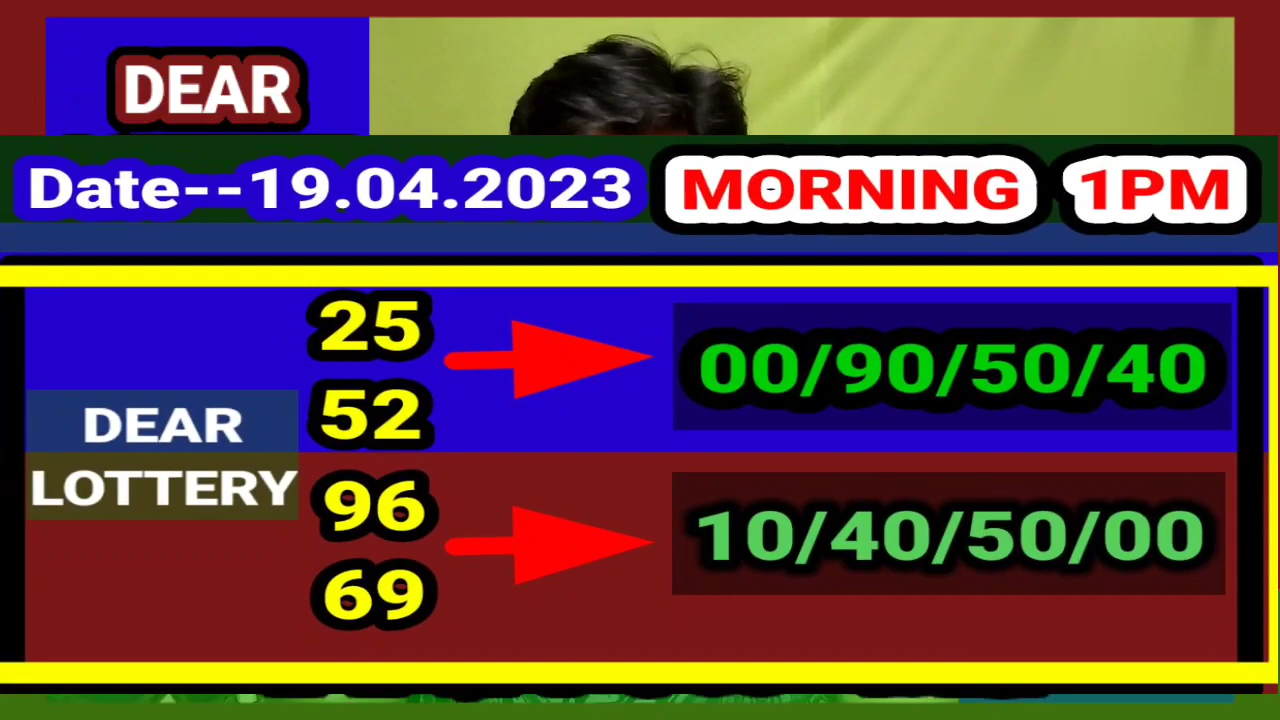 DEAR
Date--19.04.2023 MORNING 1PM
25
52
00/90/50/40
DEAR
LOTTERY
96
69
10/40/50/00